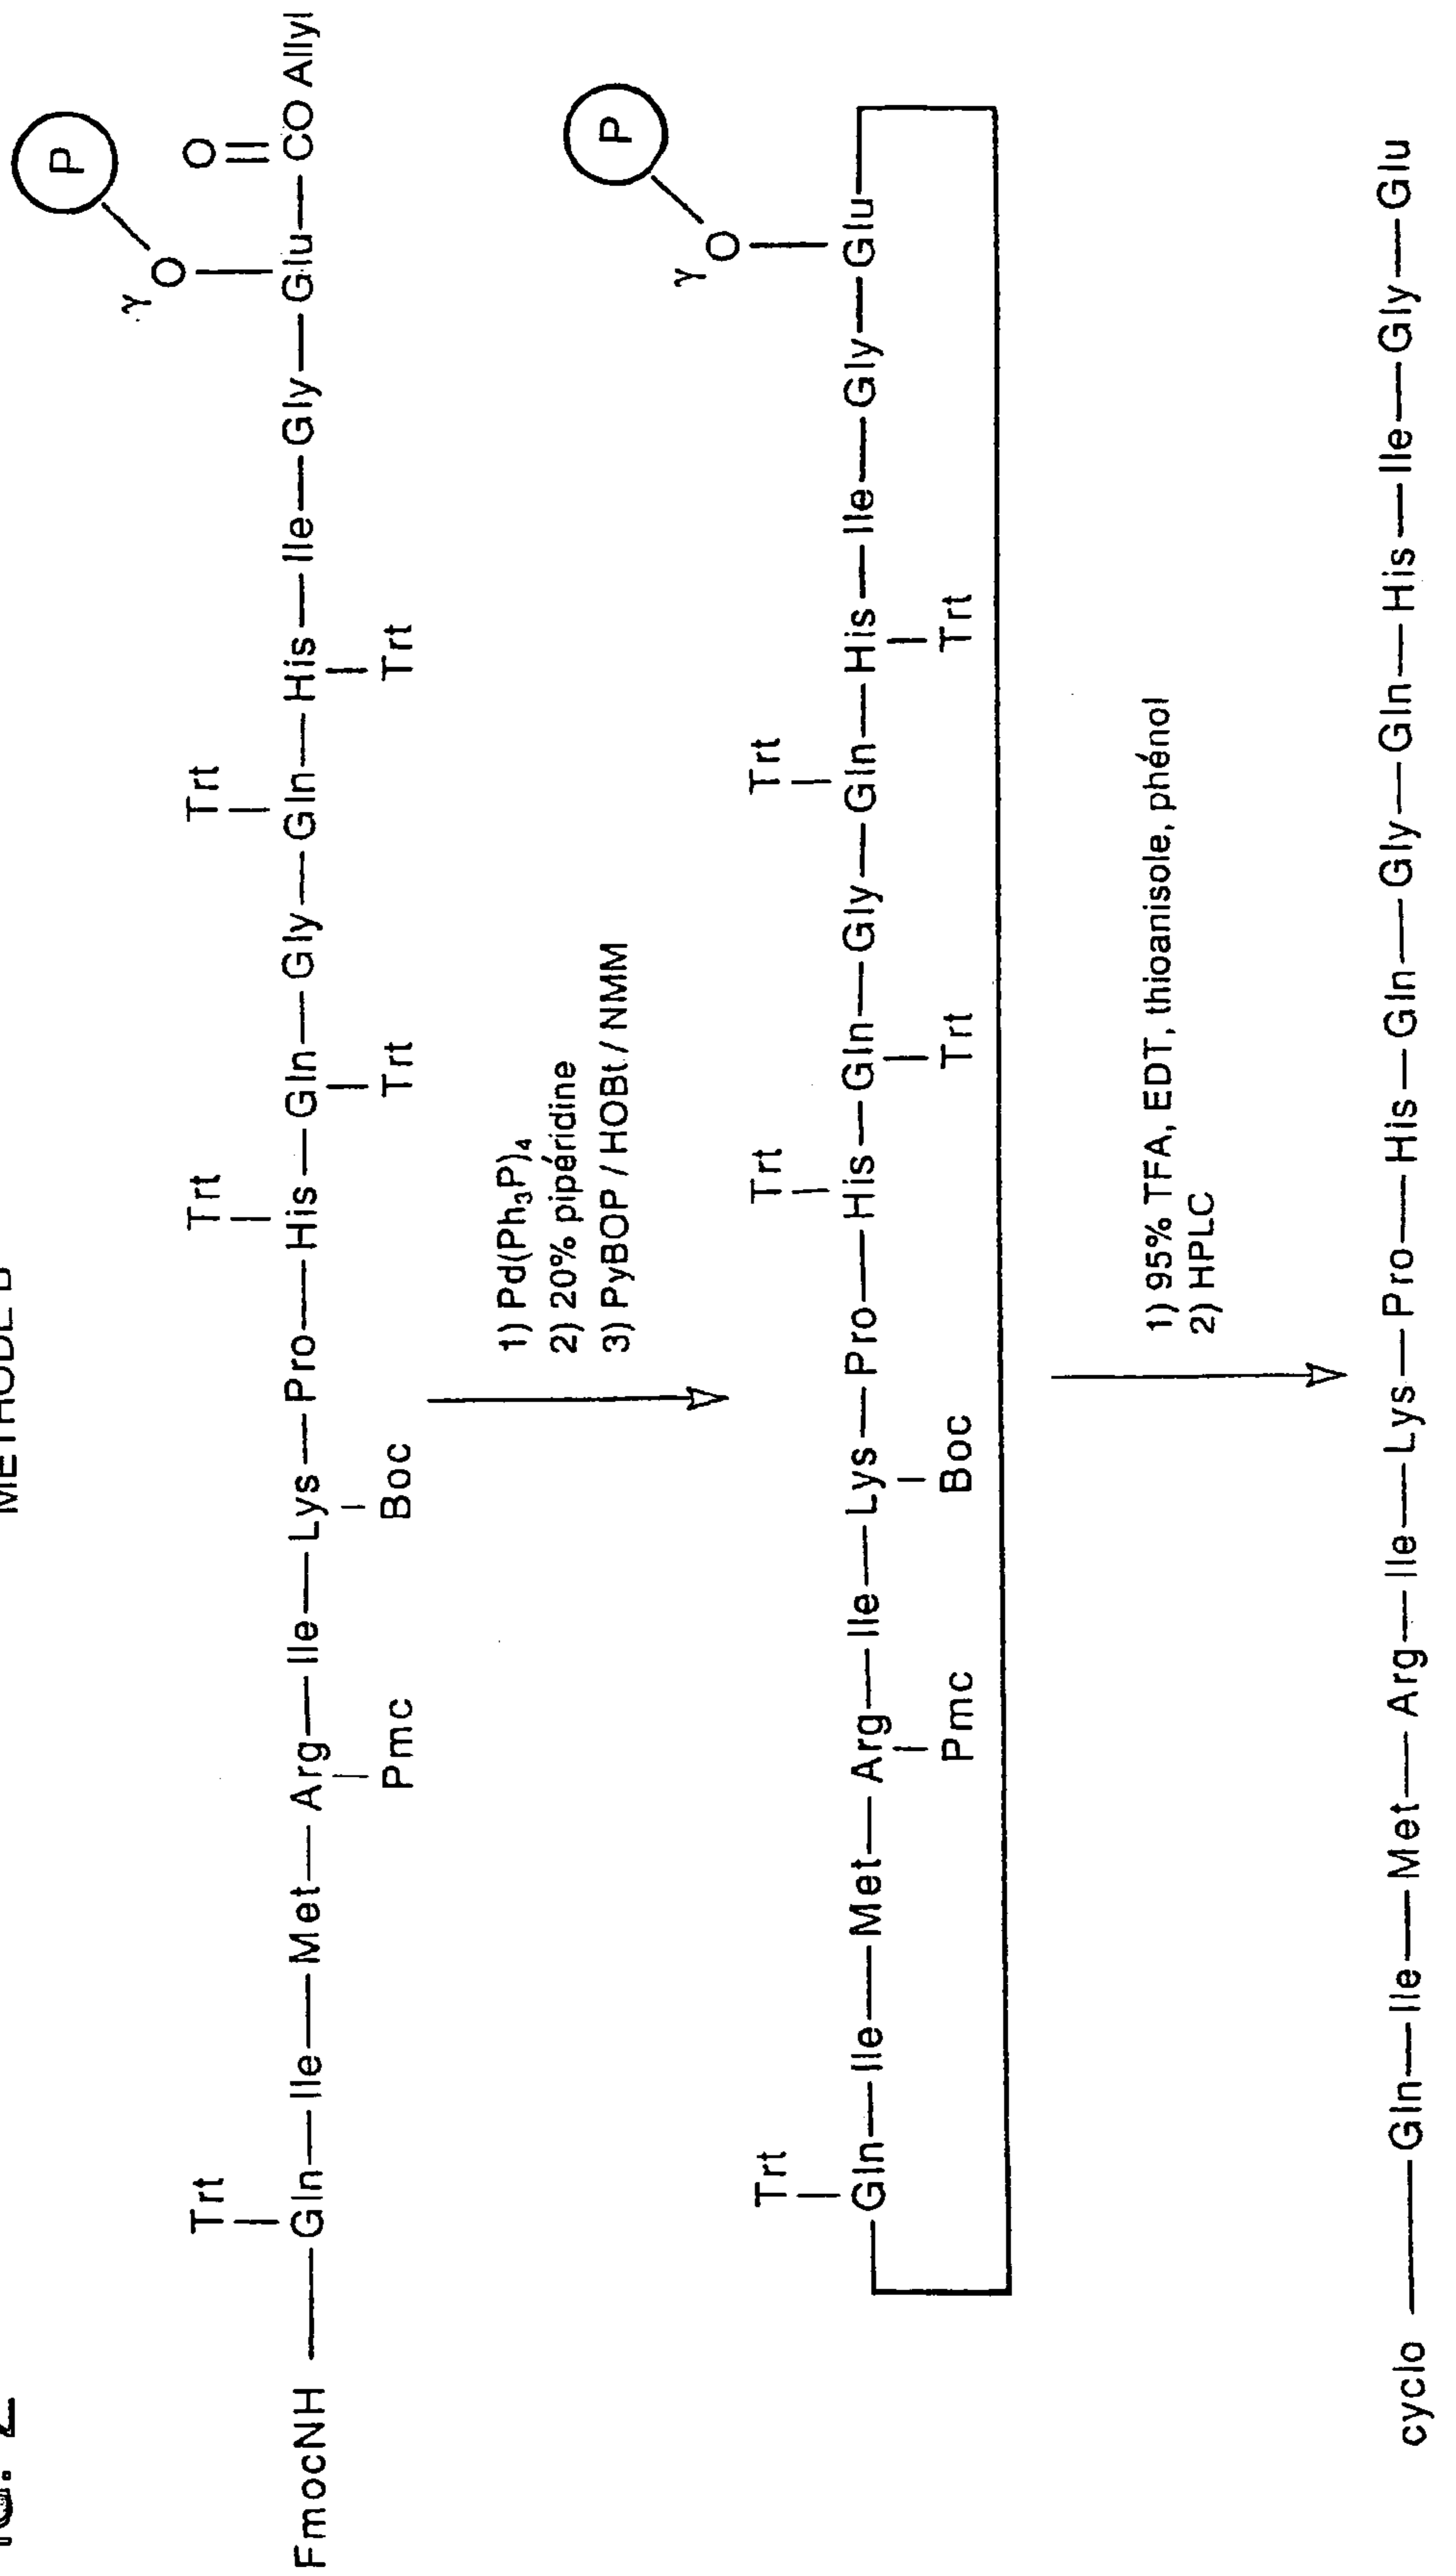 METHODE B
P
γ O O
FmocNH — Gln — Ile — Met — Arg — Ile — Lys — Pro — His — Gln — Gly — Gln — His — Ile — Gly — Glu — CO Allyl
Trt Trt Trt
Pmc Boc Trt Trt
1) Pd(Ph₃P)₄
2) 20% pipéridine
3) PyBOP / HOBt / NMM
P
γ O
Trt Trt Trt
Gln — Ile — Met — Arg — Ile — Lys — Pro — His — Gln — Gly — Gln — His — Ile — Gly — Glu
Pmc Boc Trt Trt
1) 95% TFA, EDT, thioanisole, phénol
2) HPLC
cyclo — Gln — Ile — Met — Arg — Ile — Lys — Pro — His — Gln — Gly — Gln — His — Ile — Gly — Glu